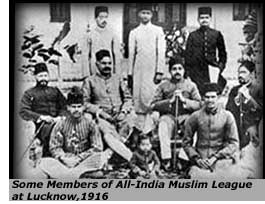 Some Members of All-India Muslim League
at Lucknow,1916